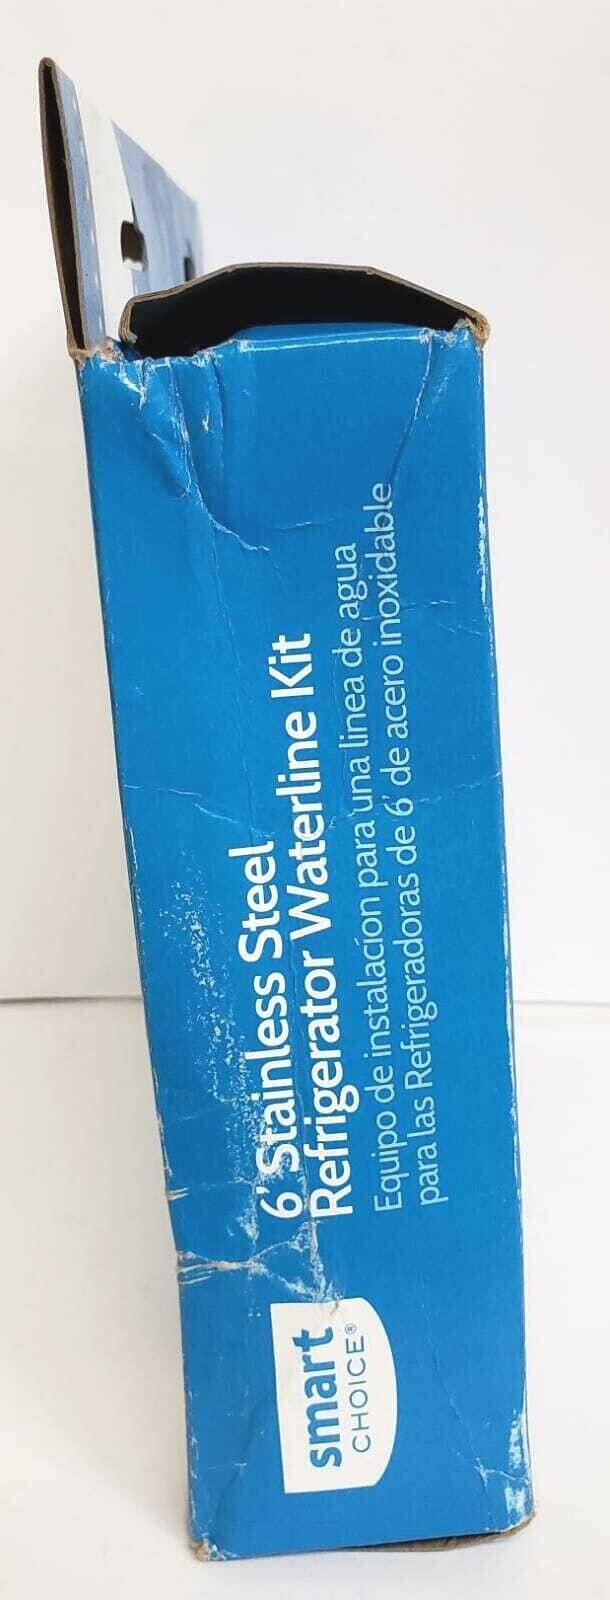 smart
CHOICE®
6' Stainless Steel
Refrigerator Waterline Kit
Equipo de instalacíon para una linea de agua
para las Refrigeradoras de 6' de acero inoxidable